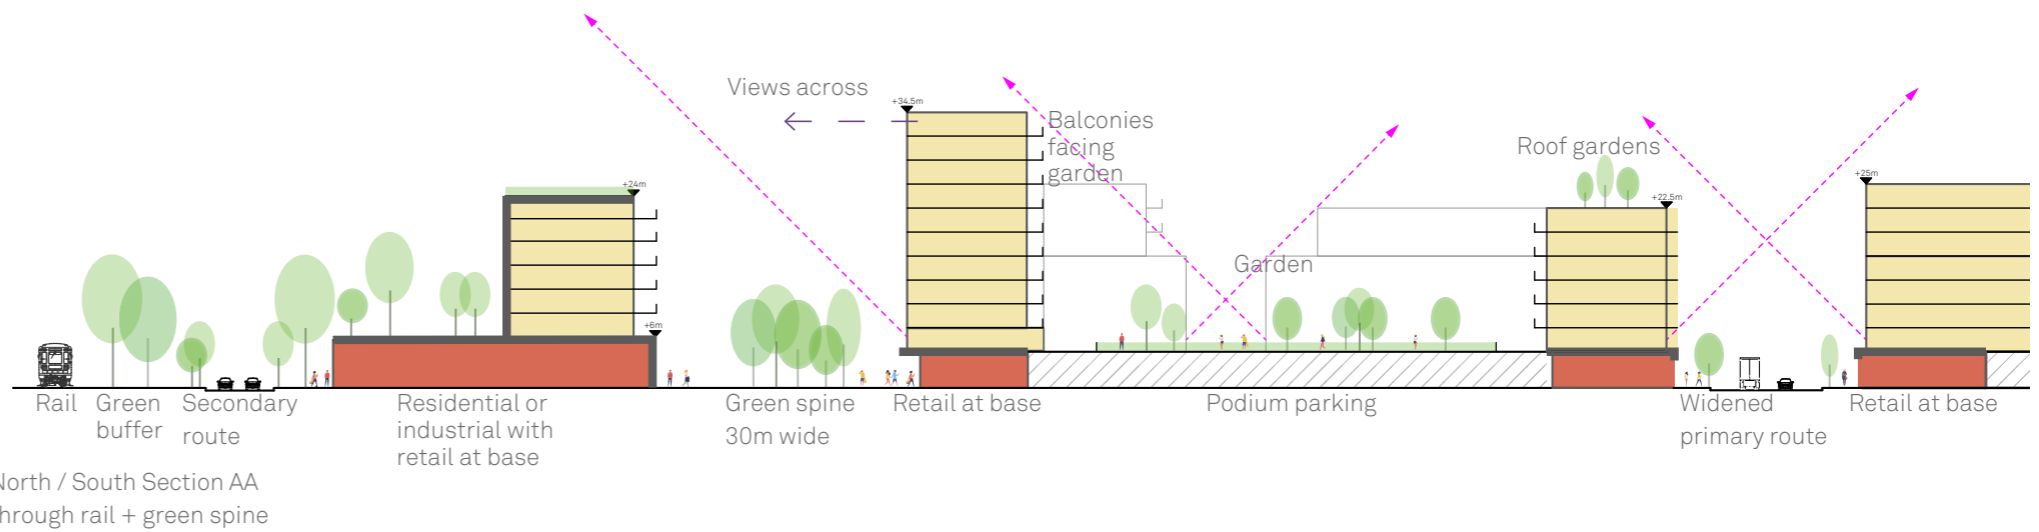 Views across
+34.5m
Balconies
facing
garden
Roof gardens
+24m
+22.5m
+25m
Garden
+6m
Rail
Green
buffer
Secondary
route
Residential or
industrial with
retail at base
Green spine
30m wide
Retail at base
Podium parking
Widened
primary route
Retail at base
North / South Section AA
hrough rail + green spine